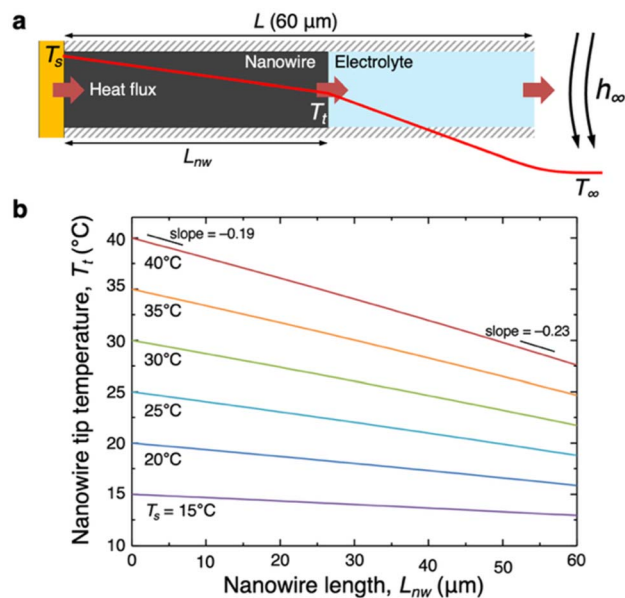 a
L (60 μm)
Ts
Nanowire
Electrolyte
Heat flux
Tt
h∞
Lnw
T∞
b
Nanowire tip temperature, Tt (°C)
40
35
30
25
20
15
10
slope = −0.19
40°C
35°C
slope = −0.23
30°C
25°C
20°C
Ts = 15°C
0 10 20 30 40 50 60
Nanowire length, Lnw (μm)